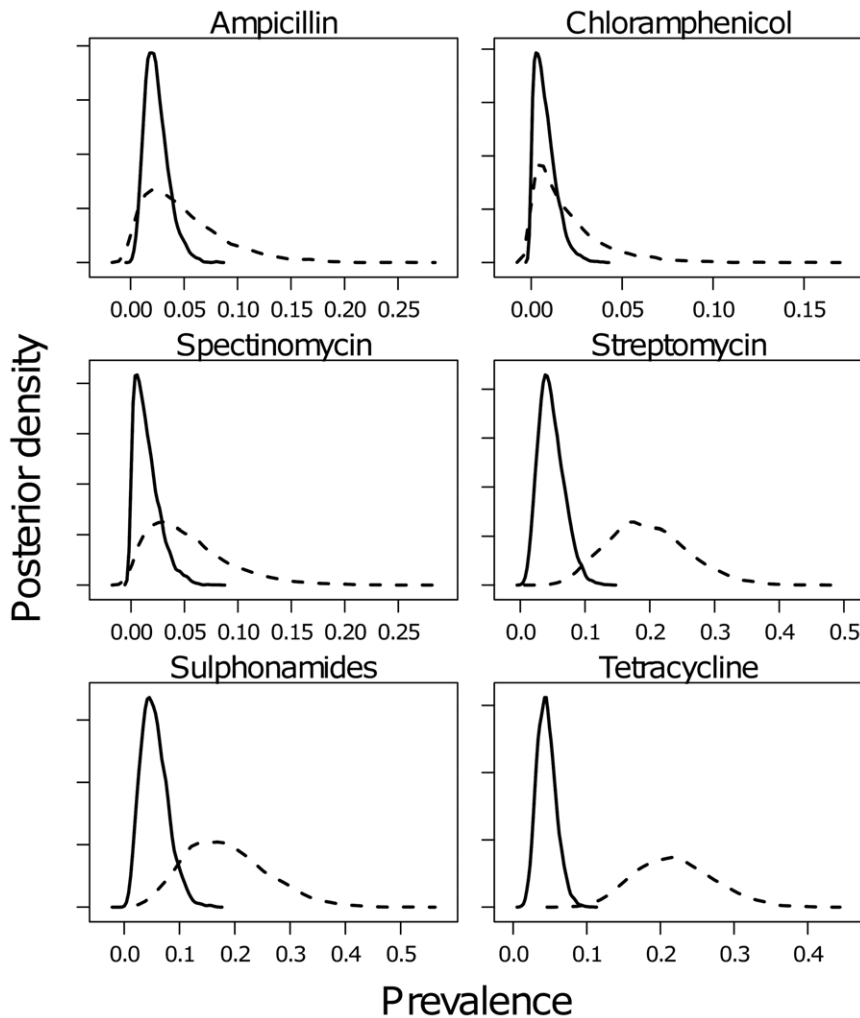 Ampicillin
Chloramphenicol
0.00 0.05 0.10 0.15 0.20 0.25
0.00 0.05 0.10 0.15
Posterior density
Spectinomycin
Streptomycin
0.00 0.05 0.10 0.15 0.20 0.25
0.0 0.1 0.2 0.3 0.4 0.5
Sulphonamides
Tetracycline
0.0 0.1 0.2 0.3 0.4 0.5
0.0 0.1 0.2 0.3 0.4
Prevalence